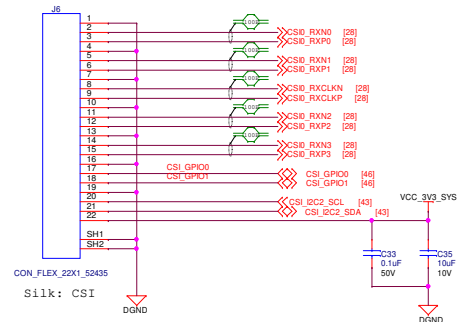 J6
1
2
CSI0_RXN0 [28]
3
CSI0_RXP0 [28]
4
5
CSI0_RXN1 [28]
6
CSI0_RXP1 [28]
7
8
CSI0_RXCLKN [28]
9
CSI0_RXCLKP [28]
10
11
CSI0_RXN2 [28]
12
CSI0_RXP2 [28]
13
14
CSI0_RXN3 [28]
15
CSI0_RXP3 [28]
16
17 CSI_GPIO0 CSI_GPIO0 [46]
18 CSI_GPIO1 CSI_GPIO1 [46]
19
20 CSI_I2C2_SCL [43]
21 CSI_I2C2_SDA [43]
22
VCC_3V3_SYS
SH1
SH2
C33
0.1uF
50V
C35
10uF
10V
CON_FLEX_22X1_52435
Silk: CSI
DGND
DGND